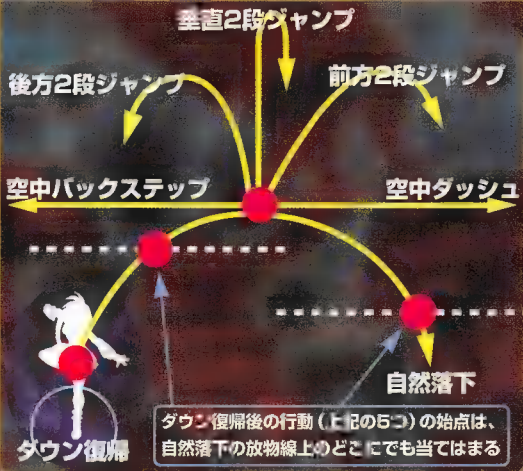 垂直2段ジャンプ
後方2段ジャンプ
前方2段ジャンプ
空中バックステップ
空中ダッシュ
自然落下
ダウン復帰
ダウン復帰後の行動(上記の5つ)の始点は、
自然落下の放物線上のどこにでも当てはまる